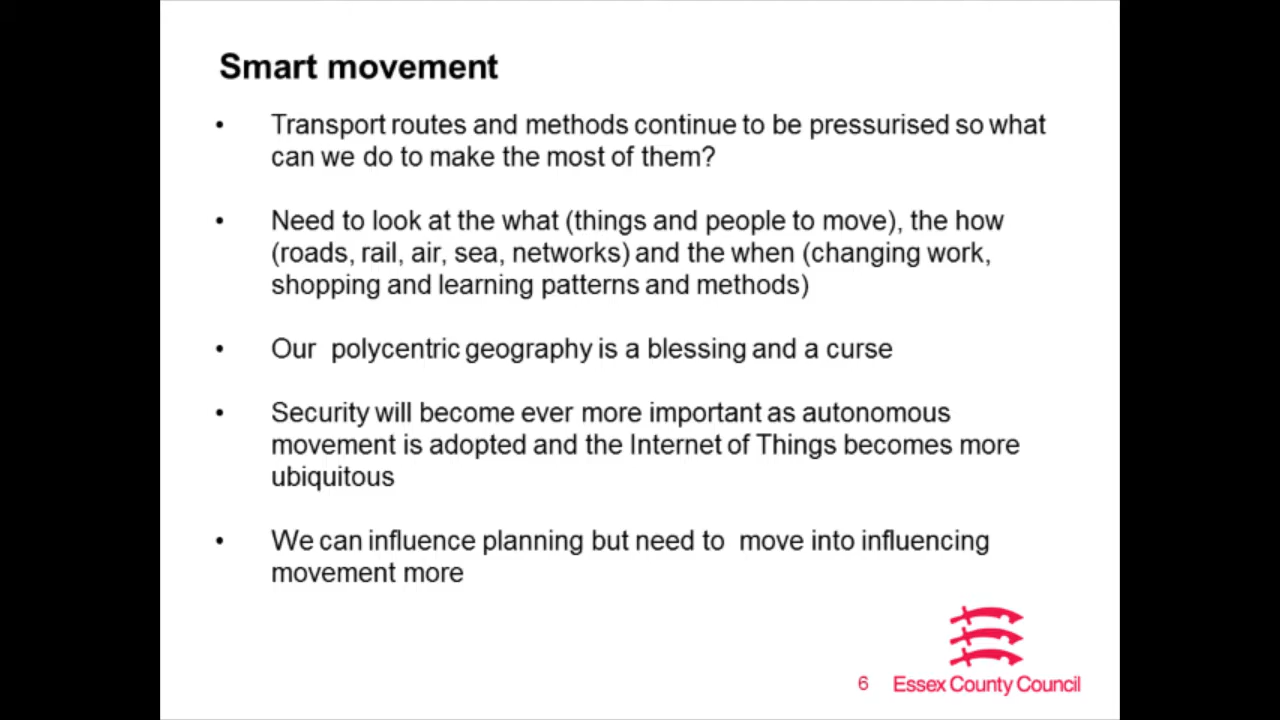 Smart movement
• Transport routes and methods continue to be pressurised so what
can we do to make the most of them?
• Need to look at the what (things and people to move), the how
(roads, rail, air, sea, networks) and the when (changing work,
shopping and learning patterns and methods)
• Our polycentric geography is a blessing and a curse
• Security will become ever more important as autonomous
movement is adopted and the Internet of Things becomes more
ubiquitous
• We can influence planning but need to move into influencing
movement more
6 Essex County Council